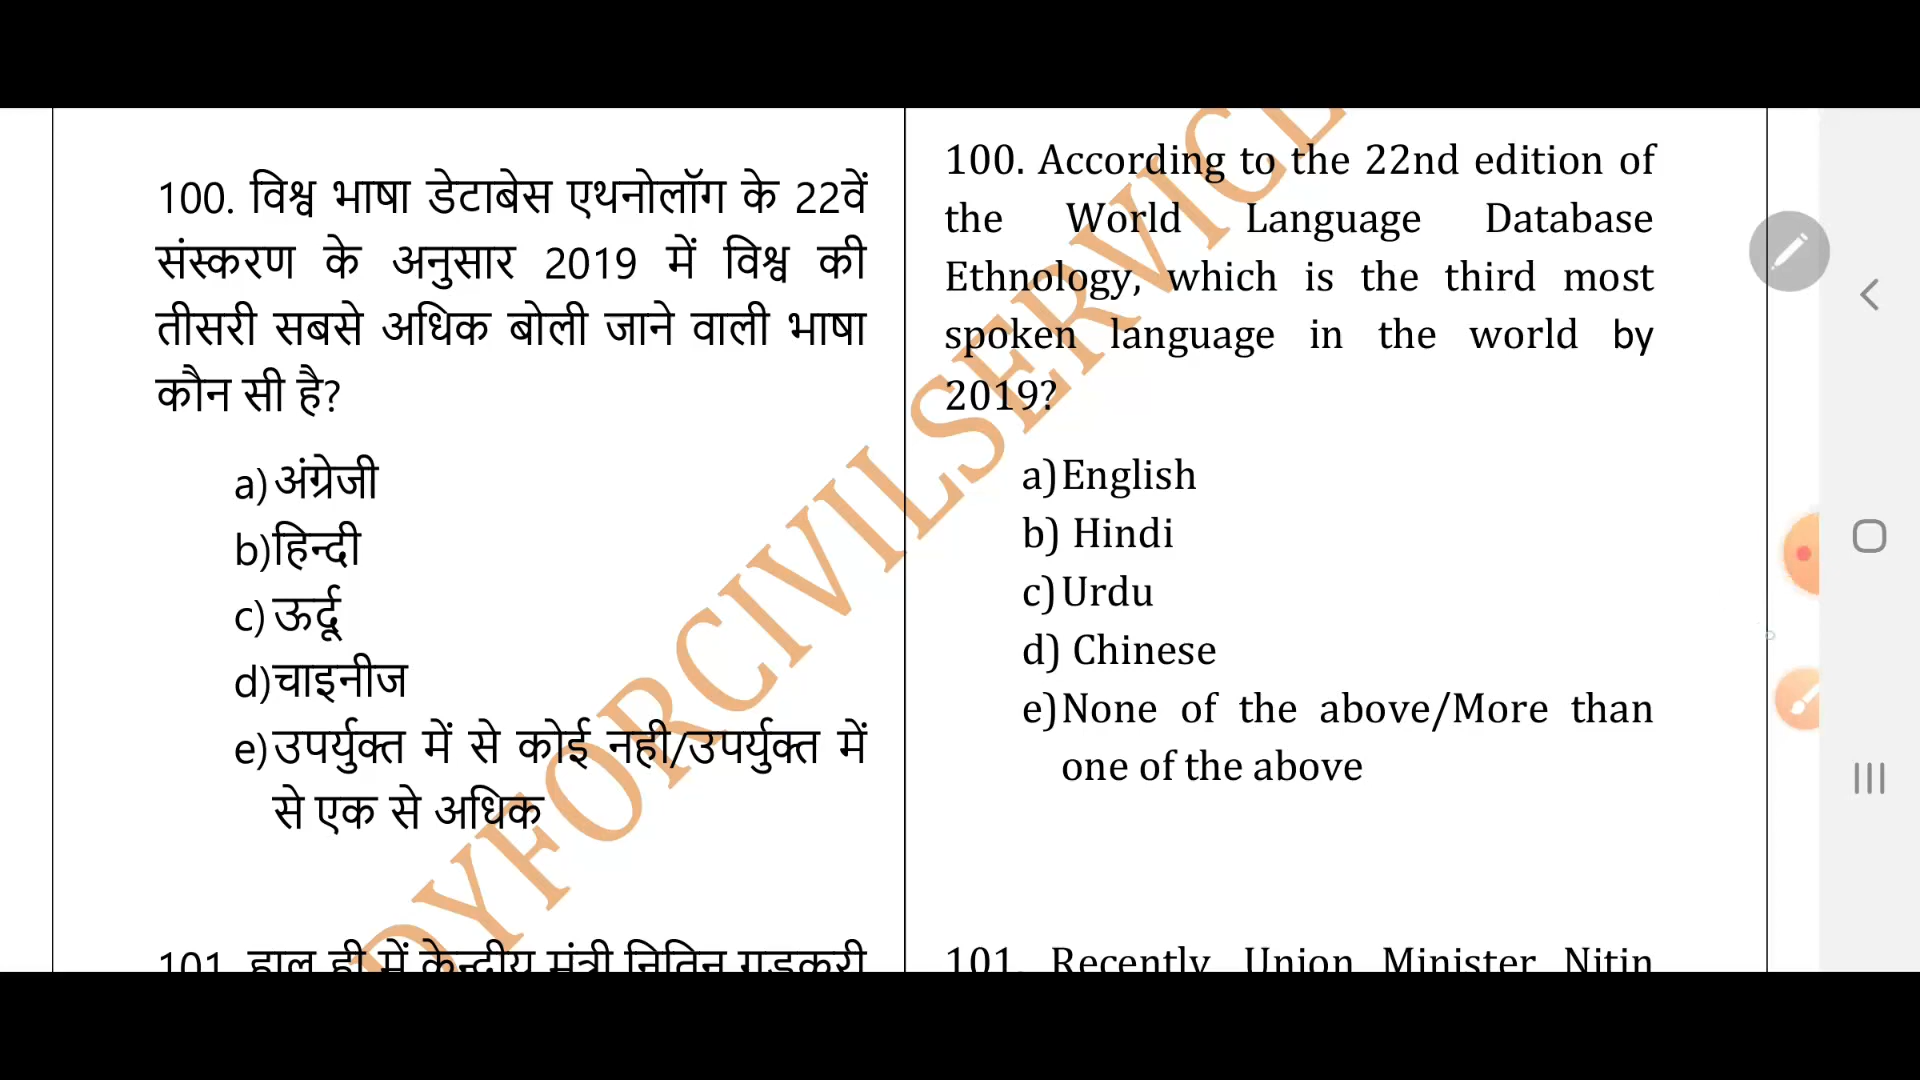 100. विश्व भाषा डेटाबेस एथनोलॉग के 22वें
संस्करण के अनुसार 2019 में विश्व की
तीसरी सबसे अधिक बोली जाने वाली भाषा
कौन सी है?
a) अंग्रेजी
b) हिन्दी
c) ऊर्दू
d) चाइनीज
e) उपर्युक्त में से कोई नही/उपर्युक्त में
से एक से अधिक
101. हाल ही में केन्द्रीय मंत्री नितिन गडकरी
100. According to the 22nd edition of
the World Language Database
Ethnology, which is the third most
spoken language in the world by
2019?
a) English
b) Hindi
c) Urdu
d) Chinese
e) None of the above/More than
one of the above
101. Recently Union Minister Nitin
DYFORCIVILSERVICE